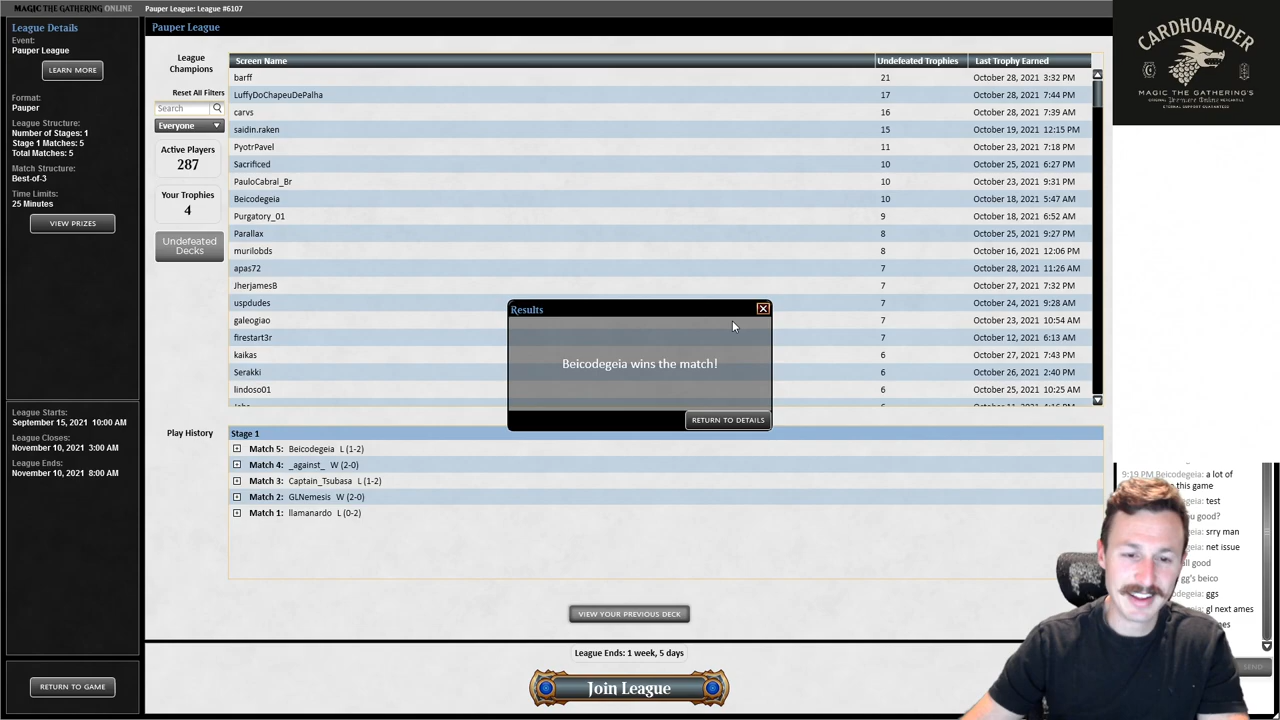 MAGIC THE GATHERING ONLINE
Pauper League: League #6107
League Details
Event:
Pauper League
LEARN MORE
Format:
Pauper
League Structure:
Number of Stages: 1
Stage 1 Matches: 5
Total Matches: 5
Match Structure:
Best-of-3
Time Limits:
25 Minutes
VIEW PRIZES
League Starts:
September 15, 2021 10:00 AM
League Closes:
November 10, 2021 3:00 AM
League Ends:
November 10, 2021 8:00 AM
RETURN TO GAME
Pauper League
League
Champions
Reset All Filters
Search
Everyone
Active Players
287
Your Trophies
4
Undefeated
Decks
Screen Name Undefeated Trophies Last Trophy Earned
barff 21 October 28, 2021 3:32 PM
LuffyDoChapeuDePalha 17 October 28, 2021 7:44 PM
carvs 16 October 28, 2021 7:39 AM
saidin.raken 15 October 19, 2021 12:15 PM
PyotrPavel 11 October 23, 2021 7:18 PM
Sacrificed 10 October 25, 2021 6:27 PM
PauloCabral_Br 10 October 23, 2021 9:31 PM
Beicodegeia 10 October 18, 2021 5:47 AM
Purgatory_01 9 October 18, 2021 6:52 AM
Parallax 8 October 25, 2021 9:27 PM
murilobds 8 October 16, 2021 12:06 PM
apas72 7 October 28, 2021 11:26 AM
JherjamesB 7 October 27, 2021 7:32 PM
uspdudes 7 October 24, 2021 9:28 AM
galeogiao 7 October 23, 2021 10:54 AM
firestart3r 7 October 12, 2021 6:13 AM
kaikas 6 October 27, 2021 7:43 PM
Serakki 6 October 26, 2021 2:40 PM
lindoso01 6 October 25, 2021 10:25 AM
Results
Beicodegeia wins the match!
RETURN TO DETAILS
Play History
Stage 1
Match 5: Beicodegeia L (1-2)
Match 4: _against_ W (2-0)
Match 3: Captain_Tsubasa L (1-2)
Match 2: GLNemesis W (2-0)
Match 1: llamanardo L (0-2)
VIEW YOUR PREVIOUS DECK
League Ends: 1 week, 5 days
Join League
CARDHOARDER
MAGIC THE GATHERING'S
9:19 PM Beicodegeia: a lot of
this game
test
good?
srry man
net issue
all good
gg's beico
ggs
gl next ames
SEND